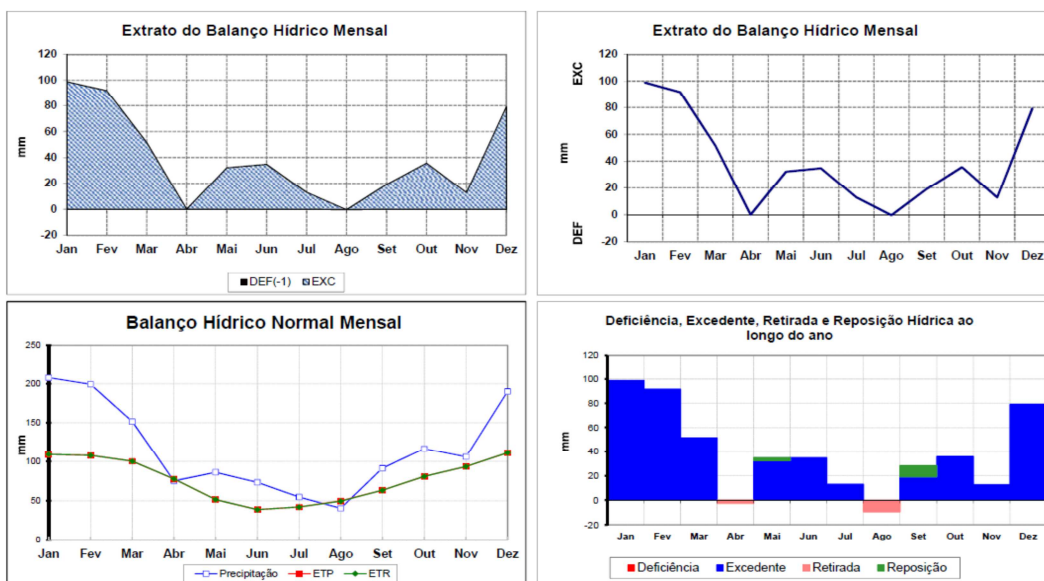 Extrato do Balanço Hídrico Mensal
120
100
80
60
40
20
0
-20
mm
Jan Fev Mar Abr Mai Jun Jul Ago Set Out Nov Dez
DEF(-1) EXC
Extrato do Balanço Hídrico Mensal
120
100
80
60
40
20
0
-20
EXC
mm
DEF
Jan Fev Mar Abr Mai Jun Jul Ago Set Out Nov Dez
Balanço Hídrico Normal Mensal
250
200
150
100
50
0
mm
Jan Fev Mar Abr Mai Jun Jul Ago Set Out Nov Dez
Precipitação ETP ETR
Deficiência, Excedente, Retirada e Reposição Hídrica ao
longo do ano
120
100
80
60
40
20
0
-20
mm
Jan Fev Mar Abr Mai Jun Jul Ago Set Out Nov Dez
Deficiência Excedente Retirada Reposição